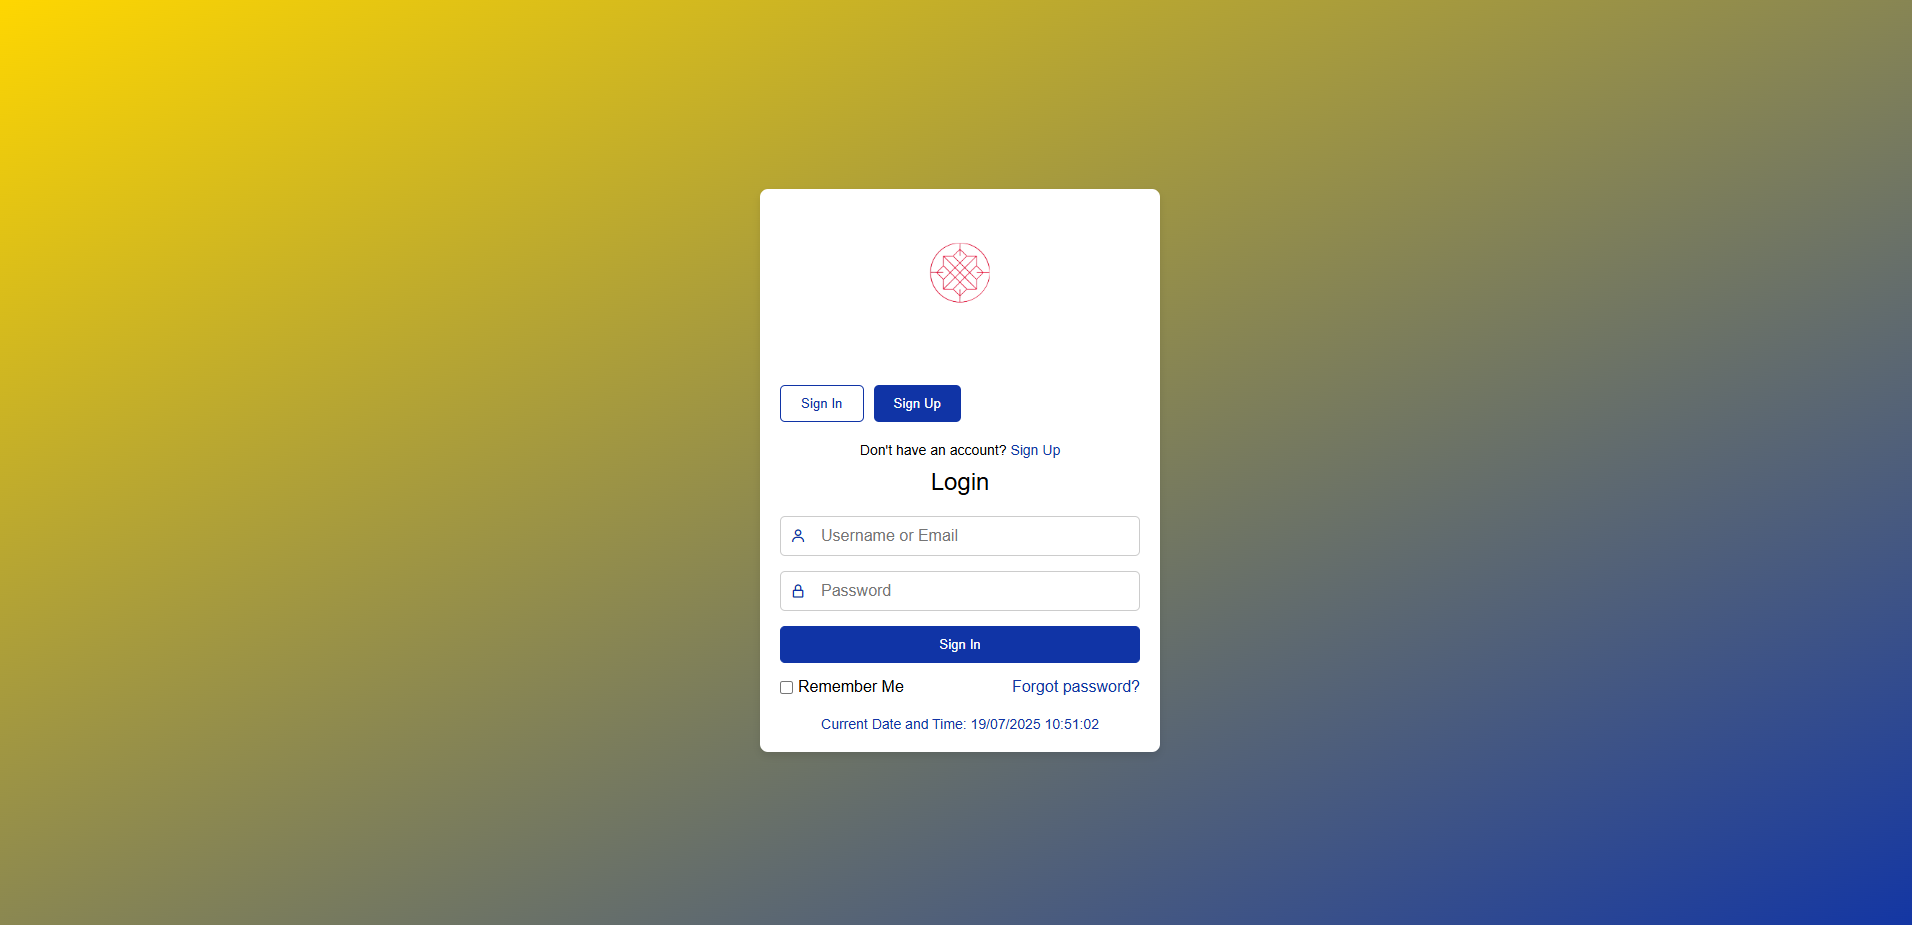 Sign In Sign Up
Don't have an account? Sign Up
Login
Username or Email
Password
Sign In
Remember Me Forgot password?
Current Date and Time: 19/07/2025 10:51:02